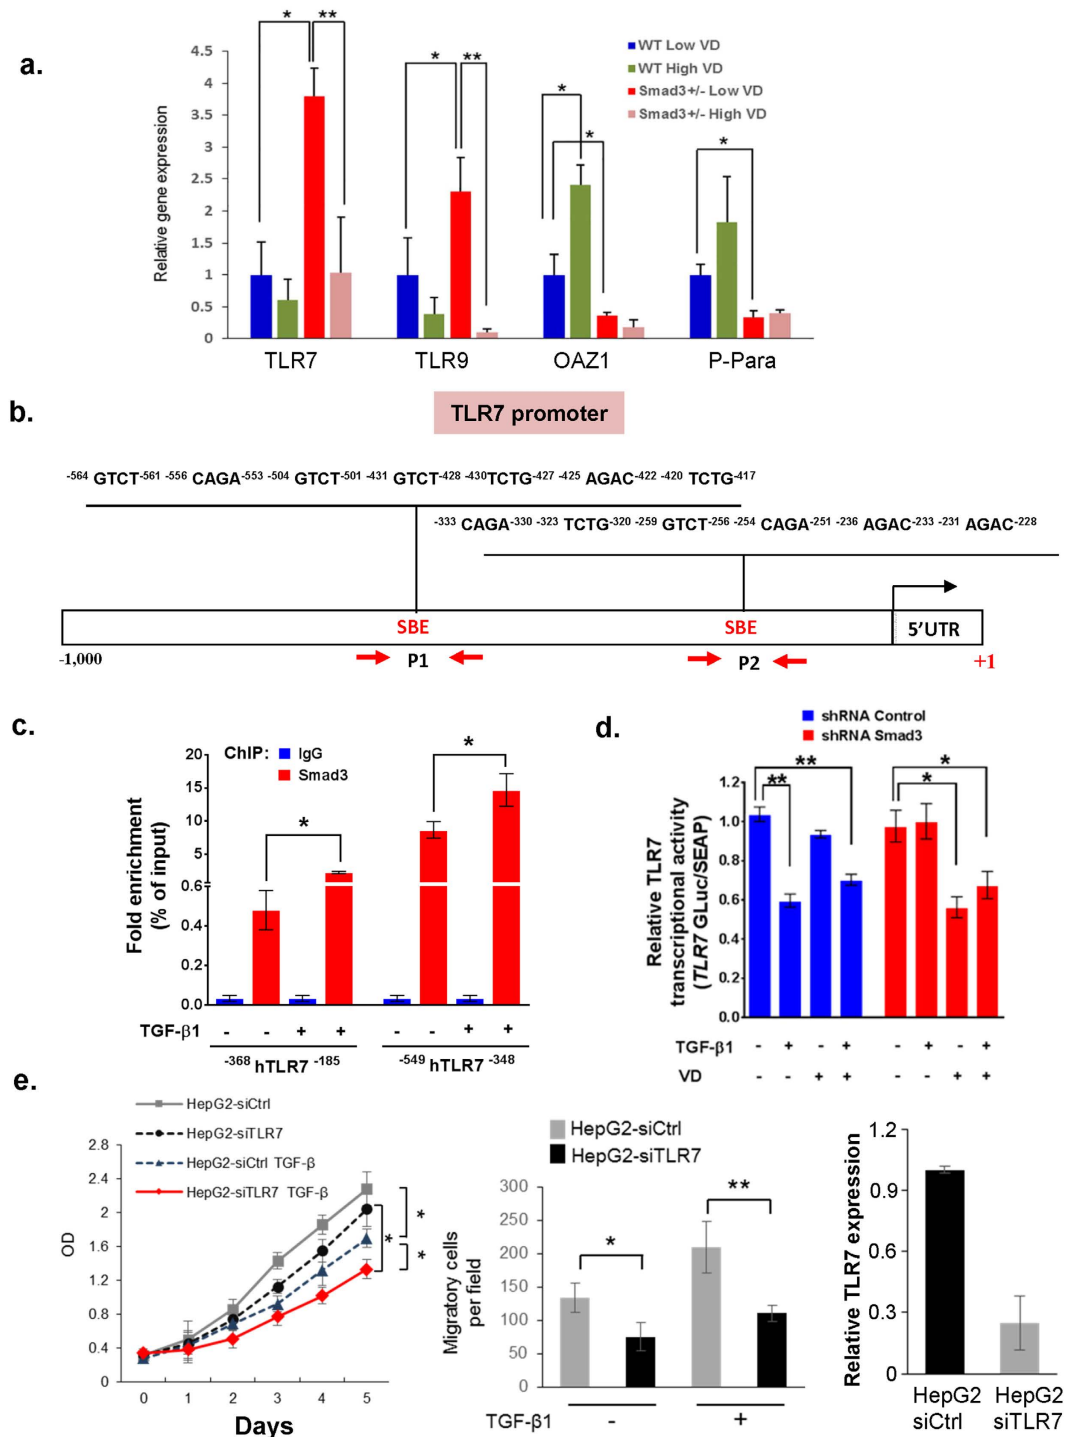 a.
* ** * ** * * *
WT Low VD
WT High VD
Smad3+/- Low VD
Smad3+/- High VD
Relative gene expression
4.5
4
3.5
3
2.5
2
1.5
1
0.5
0
TLR7 TLR9 OAZ1 P-Para
b.
TLR7 promoter
-564 GTCT-561 -556 CAGA-553 -504 GTCT-501 -431 GTCT-428 -430TCTG-427 -425 AGAC-422 -420 TCTG-417
-333 CAGA-330 -323 TCTG-320 -259 GTCT-256 -254 CAGA-251 -236 AGAC-233 -231 AGAC-228
SBE SBE 5'UTR
-1,000 P1 P2 +1
c.
ChIP: IgG
Smad3
* *
Fold enrichment
(% of input)
20
15
10
5
0.6
0.4
0.2
0.0
TGF-β1 - - + + - - + +
-368 hTLR7 -185 -549 hTLR7 -348
d.
shRNA Control
shRNA Smad3
** ** * *
Relative TLR7
transcriptional activity
(TLR7 GLuc/SEAP)
1.2
1.0
0.8
0.6
0.4
0.2
0.0
TGF-β1 - + - + - + - +
VD - - + + - - + +
e.
HepG2-siCtrl
HepG2-siTLR7
HepG2-siCtrl TGF-β
HepG2-siTLR7 TGF-β
OD
2.8
2.4
2
1.6
1.2
0.8
0.4
0
* * *
0 1 2 3 4 5
Days
HepG2-siCtrl
HepG2-siTLR7
Migratory cells
per field
300
250
200
150
100
50
0
* **
TGF-β1 - +
Relative TLR7 expression
1.2
0.9
0.6
0.3
0
HepG2 HepG2
siCtrl siTLR7